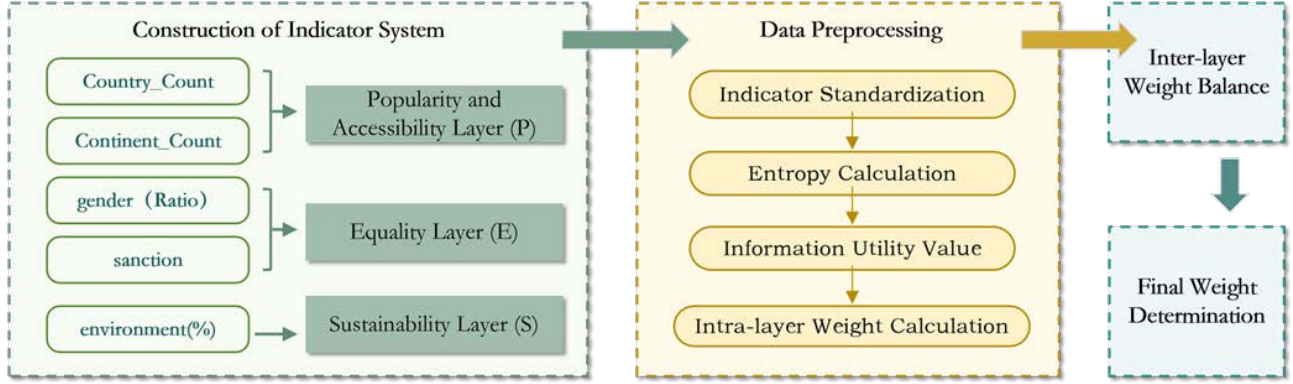 Construction of Indicator System
Country_Count
Continent_Count
gender（Ratio）
sanction
environment(%)
Popularity and
Accessibility Layer (P)
Equality Layer (E)
Sustainability Layer (S)
Data Preprocessing
Indicator Standardization
Entropy Calculation
Information Utility Value
Intra-layer Weight Calculation
Inter-layer
Weight Balance
Final Weight
Determination